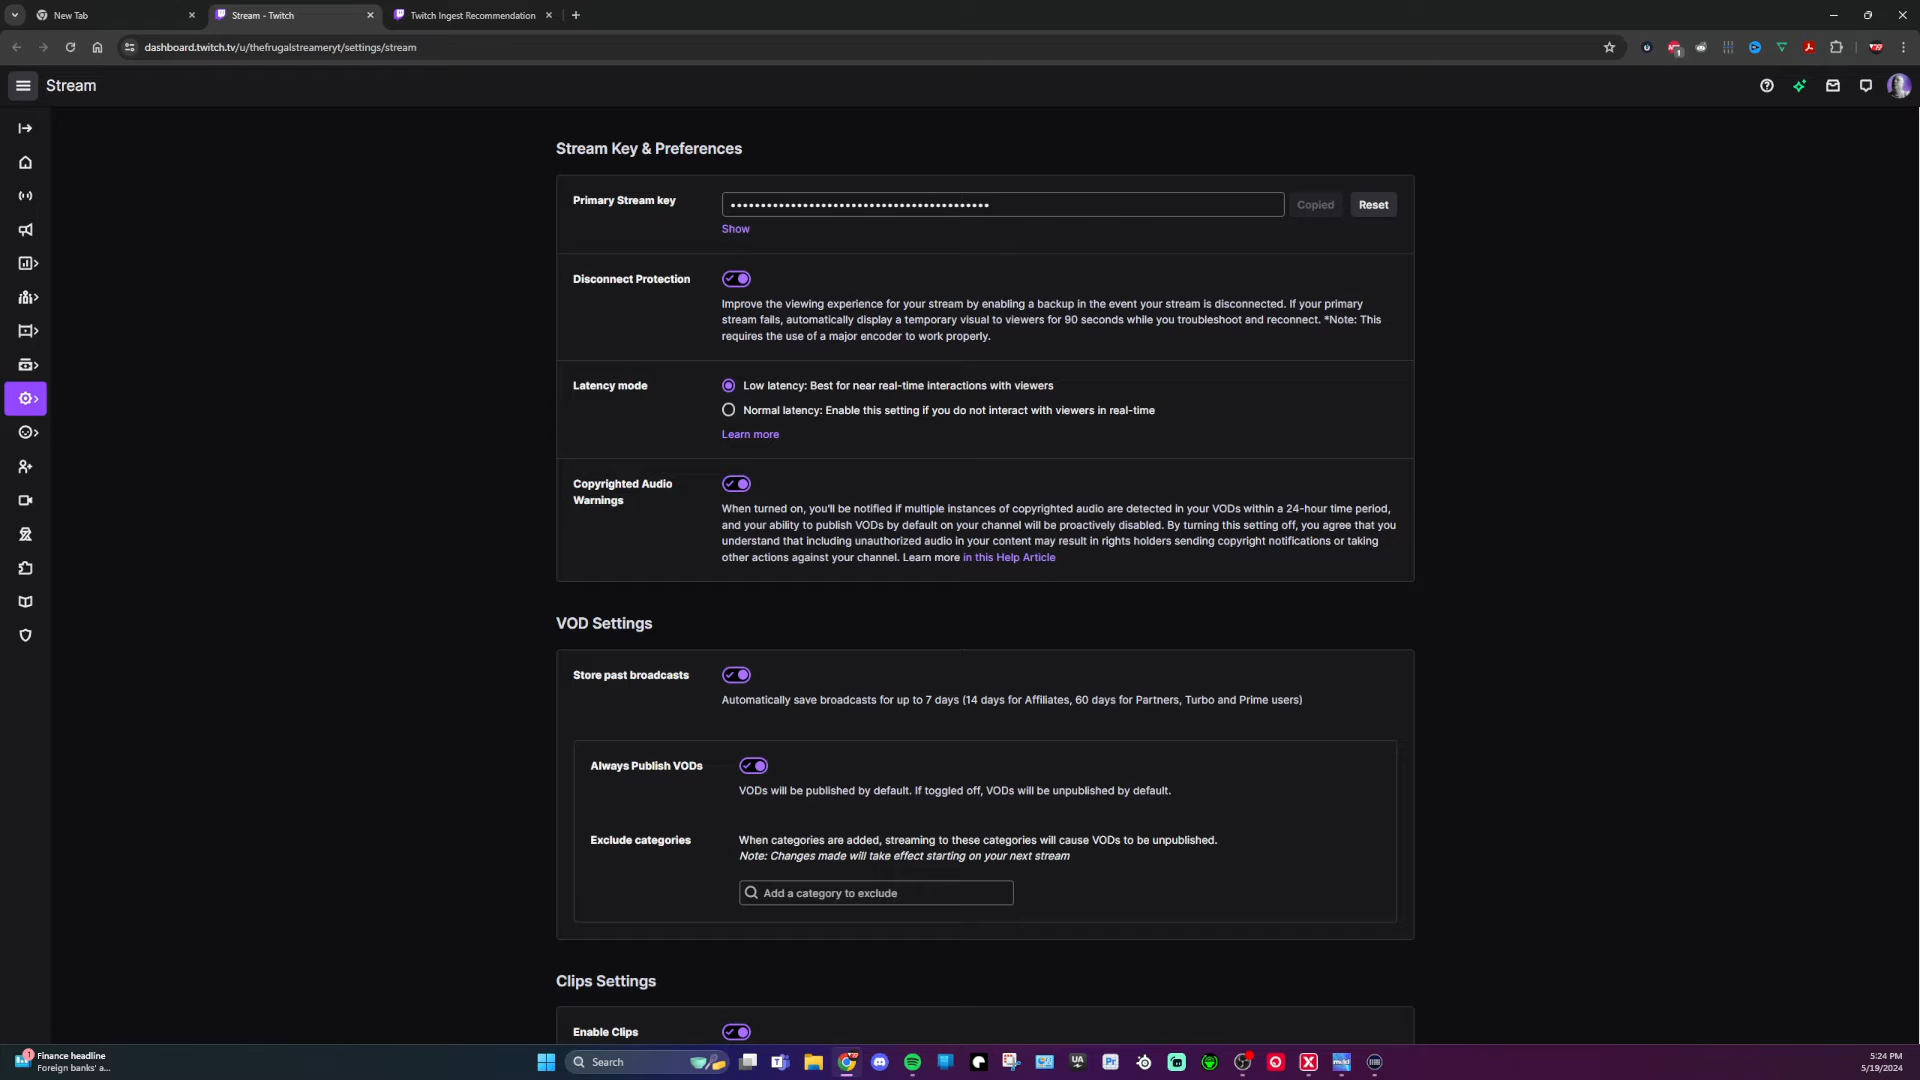 New Tab
Stream - Twitch
Twitch Ingest Recommendation
dashboard.twitch.tv/u/thefrugalstreameryt/settings/stream
Stream
Stream Key & Preferences
Primary Stream key
••••••••••••••••••••••••••••••••••••••••••••
Copied
Reset
Show
Disconnect Protection
Improve the viewing experience for your stream by enabling a backup in the event your stream is disconnected. If your primary
stream fails, automatically display a temporary visual to viewers for 90 seconds while you troubleshoot and reconnect. *Note: This
requires the use of a major encoder to work properly.
Latency mode
Low latency: Best for near real-time interactions with viewers
Normal latency: Enable this setting if you do not interact with viewers in real-time
Learn more
Copyrighted Audio
Warnings
When turned on, you'll be notified if multiple instances of copyrighted audio are detected in your VODs within a 24-hour time period,
and your ability to publish VODs by default on your channel will be proactively disabled. By turning this setting off, you agree that you
understand that including unauthorized audio in your content may result in rights holders sending copyright notifications or taking
other actions against your channel. Learn more in this Help Article
VOD Settings
Store past broadcasts
Automatically save broadcasts for up to 7 days (14 days for Affiliates, 60 days for Partners, Turbo and Prime users)
Always Publish VODs
VODs will be published by default. If toggled off, VODs will be unpublished by default.
Exclude categories
When categories are added, streaming to these categories will cause VODs to be unpublished.
Note: Changes made will take effect starting on your next stream
Add a category to exclude
Clips Settings
Enable Clips
1
Finance headline
Foreign banks' a...
Search
UA
Pr
5:24 PM
5/19/2024